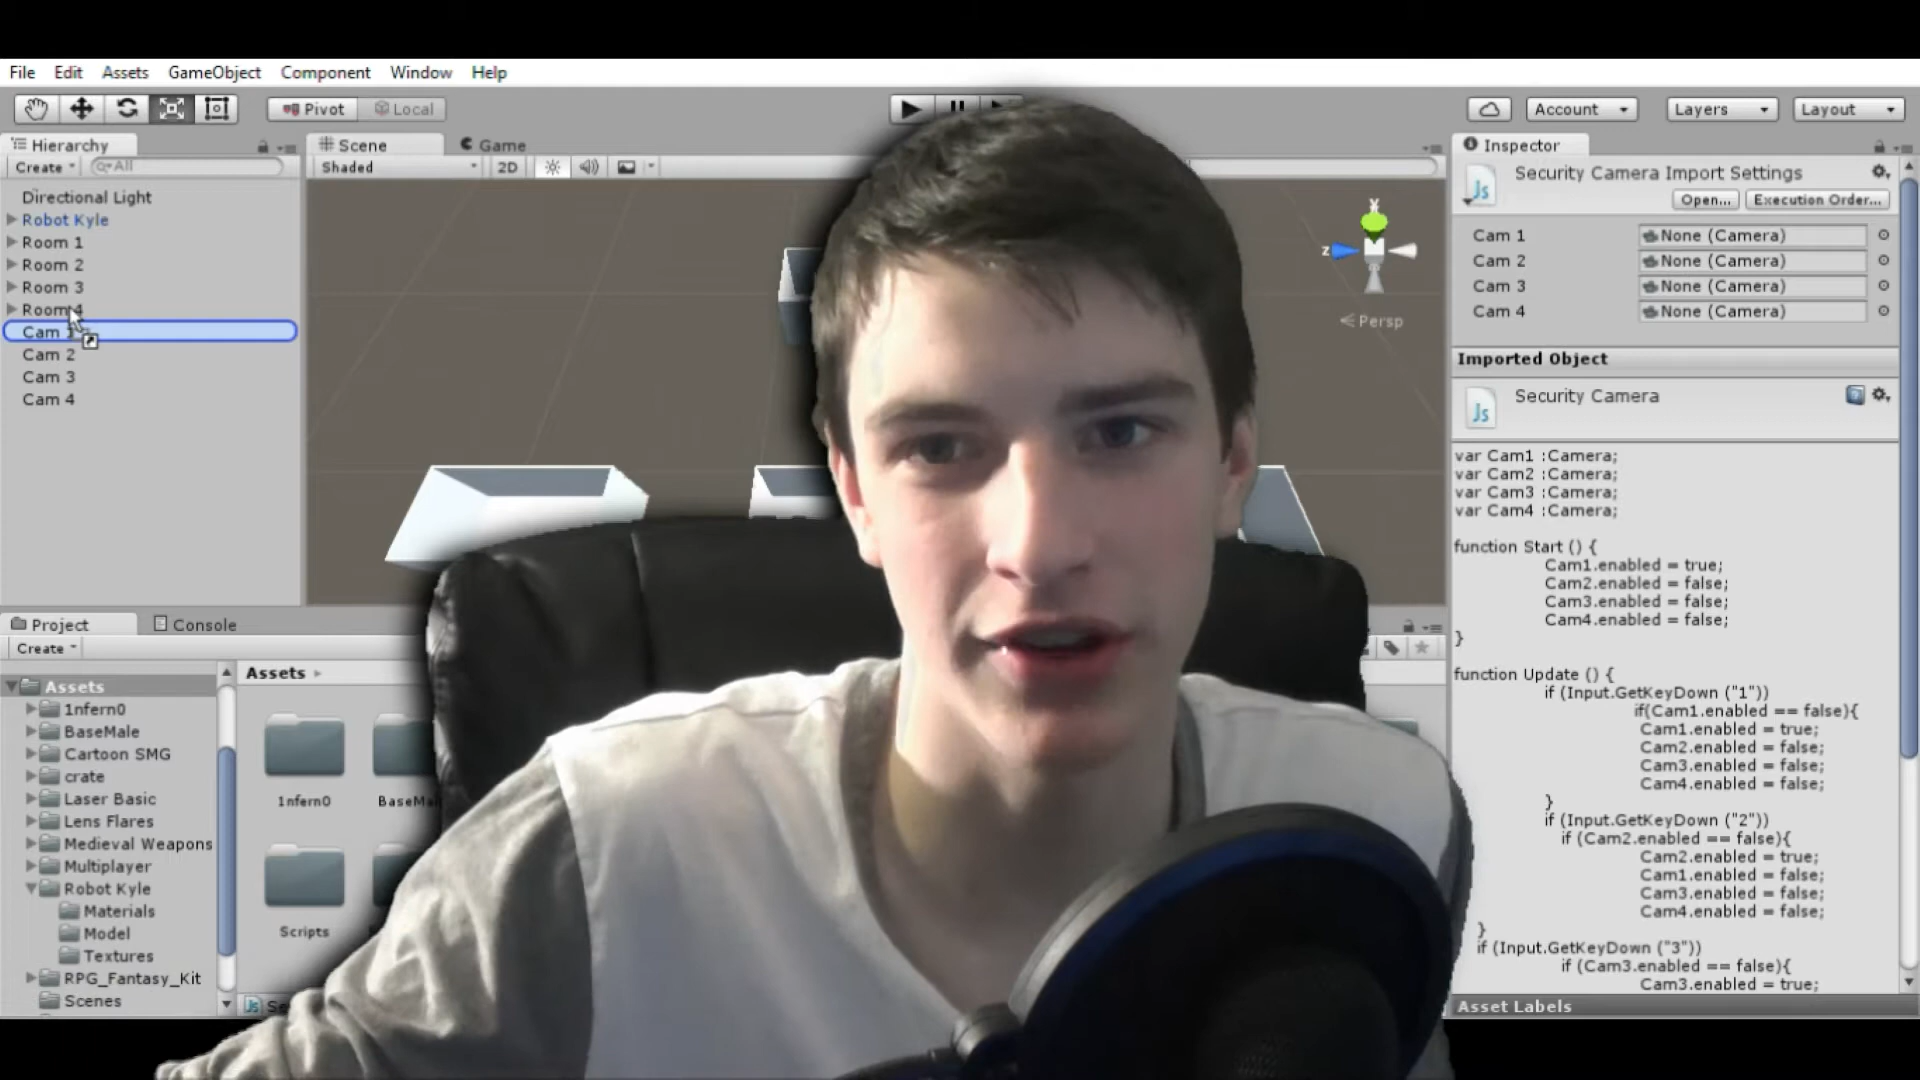 File Edit Assets GameObject Component Window Help
Pivot Local Account Layers Layout
Hierarchy Scene Game Inspector
Create All Shaded 2D
Security Camera Import Settings
Open... Execution Order...
Directional Light
Robot Kyle
Room 1
Room 2
Room 3
Room 4
Cam
Cam 2
Cam 3
Cam 4
Y
Z
Persp
Cam 1 None (Camera)
Cam 2 None (Camera)
Cam 3 None (Camera)
Cam 4 None (Camera)
Imported Object
Security Camera
var Cam1 :Camera;
var Cam2 :Camera;
var Cam3 :Camera;
var Cam4 :Camera;
function Start () {
Cam1.enabled = true;
Cam2.enabled = false;
Cam3.enabled = false;
Cam4.enabled = false;
}
function Update () {
if (Input.GetKeyDown ("1"))
if(Cam1.enabled == false){
Cam1.enabled = true;
Cam2.enabled = false;
Cam3.enabled = false;
Cam4.enabled = false;
}
if (Input.GetKeyDown ("2"))
if (Cam2.enabled == false){
Cam2.enabled = true;
Cam1.enabled = false;
Cam3.enabled = false;
Cam4.enabled = false;
}
if (Input.GetKeyDown ("3"))
if (Cam3.enabled == false){
Cam3.enabled = true;
Asset Labels
Project Console
Create
Assets
1nfern0
BaseMale
Cartoon SMG
crate
Laser Basic
Lens Flares
Medieval Weapons
Multiplayer
Robot Kyle
Materials
Model
Textures
RPG_Fantasy_Kit
Scenes
Assets
1nfern0 BaseMal
Scripts